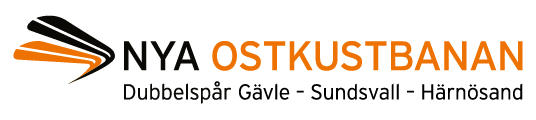 NYA OSTKUSTBANAN
Dubbelspår Gävle – Sundsvall – Härnösand